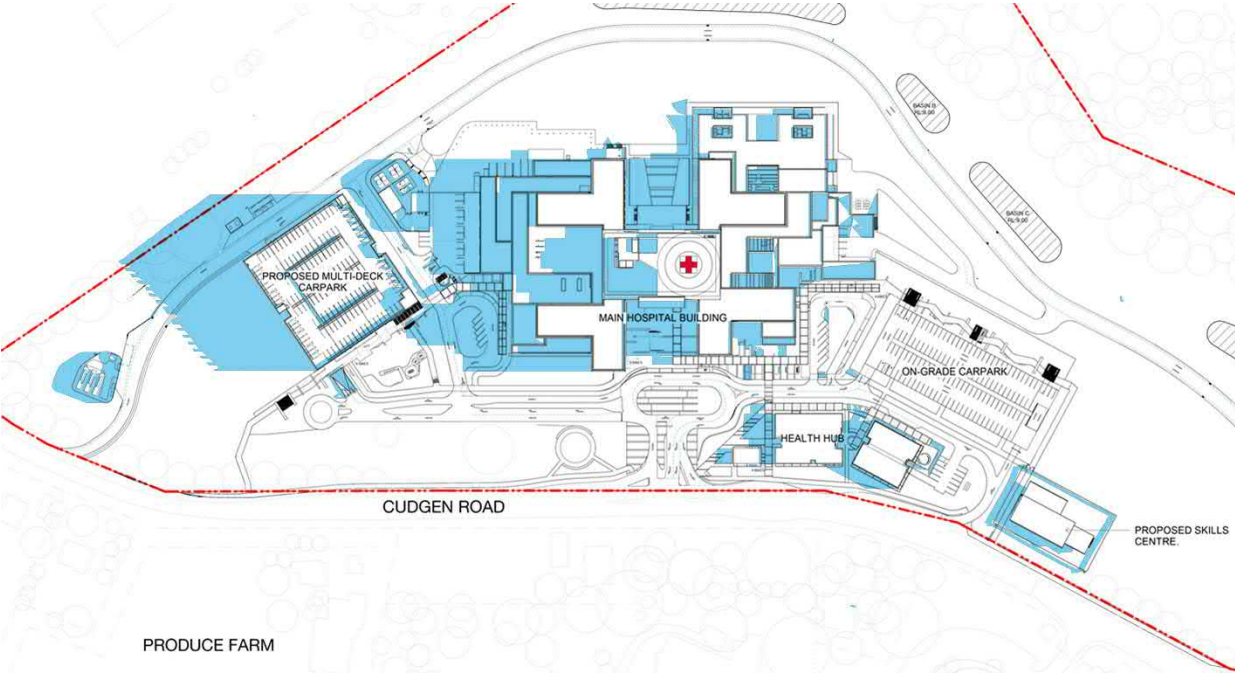 BASIN B
RL:9.00
BASIN C
RL:9.00
PROPOSED MULTI-DECK
CARPARK
MAIN HOSPITAL BUILDING
ON-GRADE CARPARK
HEALTH HUB
CUDGEN ROAD
PROPOSED SKILLS
CENTRE.
PRODUCE FARM